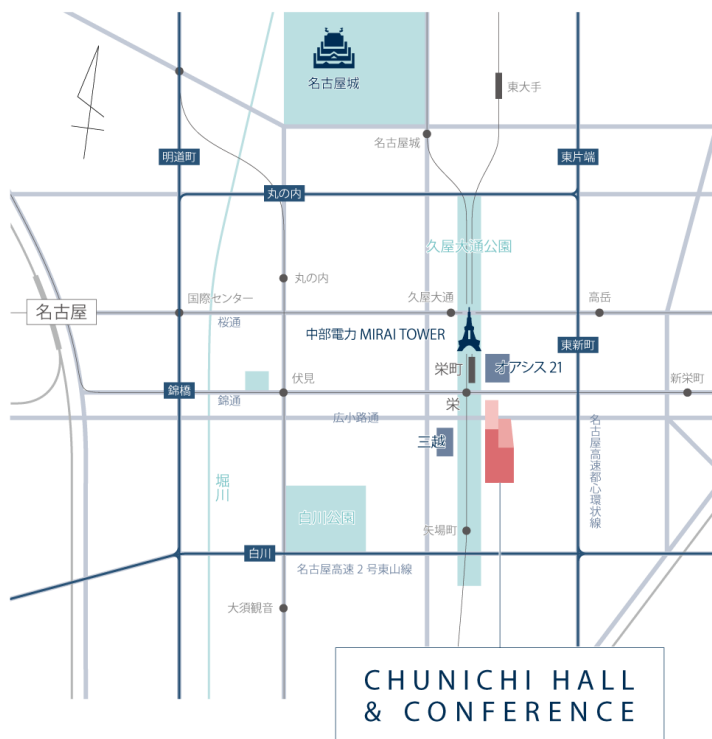 名古屋城
東大手
名古屋城
明道町
東片端
丸の内
久屋大通公園
丸の内
国際センター
久屋大通
高岳
名古屋
桜通
中部電力 MIRAI TOWER
東新町
栄町
オアシス 21
伏見
新栄町
錦橋
錦通
栄
広小路通
三越
名古屋高速都心環状線
堀川
白川公園
矢場町
白川
名古屋高速 2 号東山線
大須観音
CHUNICHI HALL
& CONFERENCE